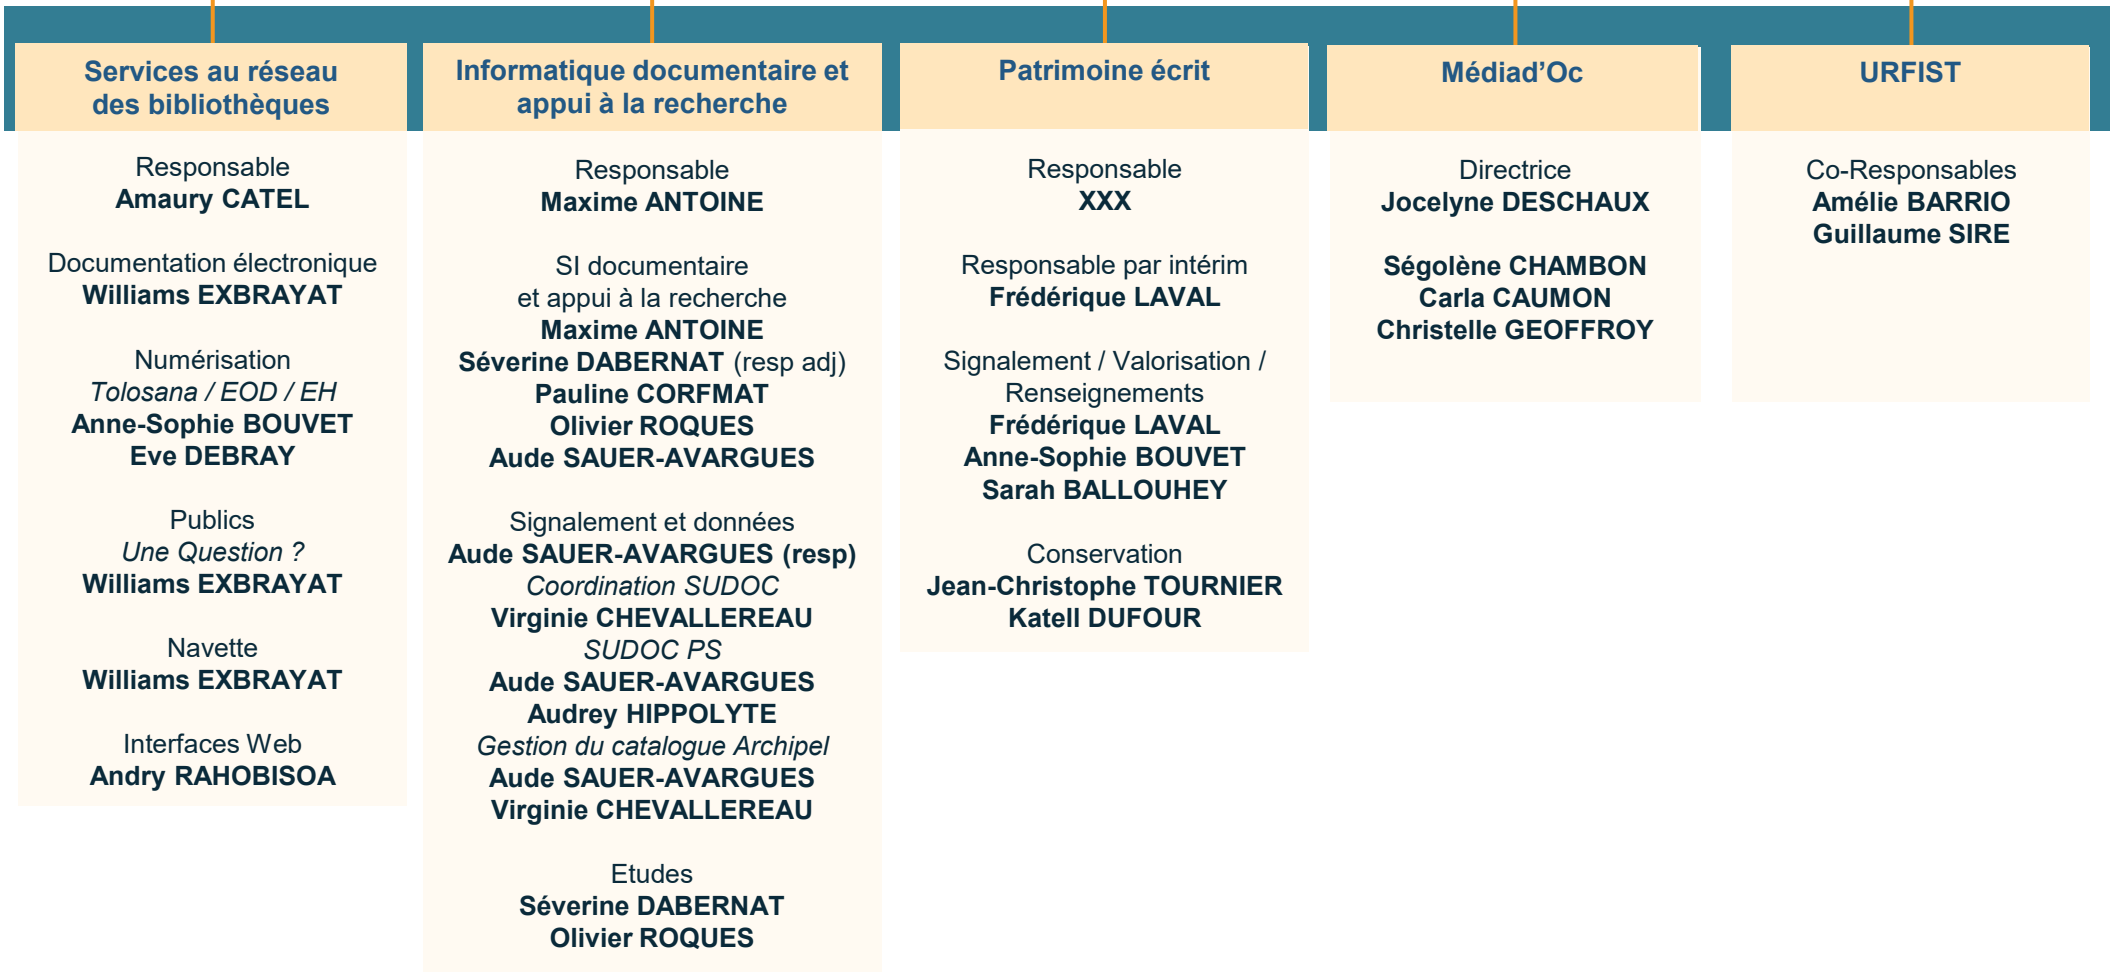 Services au réseau
des bibliothèques
Responsable
Amaury CATEL
Documentation électronique
Williams EXBRAYAT
Numérisation
Tolosana / EOD / EH
Anne-Sophie BOUVET
Eve DEBRAY
Publics
Une Question ?
Williams EXBRAYAT
Navette
Williams EXBRAYAT
Interfaces Web
Andry RAHOBISOA
Informatique documentaire et
appui à la recherche
Responsable
Maxime ANTOINE
SI documentaire
et appui à la recherche
Maxime ANTOINE
Séverine DABERNAT (resp adj)
Pauline CORFMAT
Olivier ROQUES
Aude SAUER-AVARGUES
Signalement et données
Aude SAUER-AVARGUES (resp)
Coordination SUDOC
Virginie CHEVALLEREAU
SUDOC PS
Aude SAUER-AVARGUES
Audrey HIPPOLYTE
Gestion du catalogue Archipel
Aude SAUER-AVARGUES
Virginie CHEVALLEREAU
Etudes
Séverine DABERNAT
Olivier ROQUES
Patrimoine écrit
Responsable
XXX
Responsable par intérim
Frédérique LAVAL
Signalement / Valorisation /
Renseignements
Frédérique LAVAL
Anne-Sophie BOUVET
Sarah BALLOUHEY
Conservation
Jean-Christophe TOURNIER
Katell DUFOUR
Médiad’Oc
Directrice
Jocelyne DESCHAUX
Ségolène CHAMBON
Carla CAUMON
Christelle GEOFFROY
URFIST
Co-Responsables
Amélie BARRIO
Guillaume SIRE